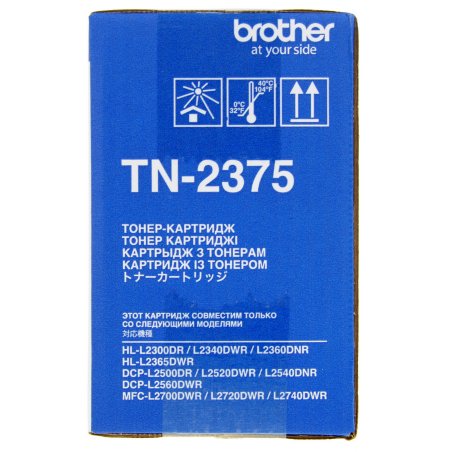 brother
at your side
40°C
104°F
0°C
32°F
TN-2375
ТОНЕР-КАРТРИДЖ
ТОНЕР КАРТРИДЖІ
КАРТРЫДЖ З ТОНЕРАМ
КАРТРИДЖ ІЗ ТОНЕРОМ
トナーカートリッジ
ЭТОТ КАРТРИДЖ СОВМЕСТИМ ТОЛЬКО
СО СЛЕДУЮЩИМИ МОДЕЛЯМИ
対応機種
HL-L2300DR / L2340DWR / L2360DNR
HL-L2365DWR
DCP-L2500DR / L2520DWR / L2540DNR
DCP-L2560DWR
MFC-L2700DWR / L2720DWR / L2740DWR